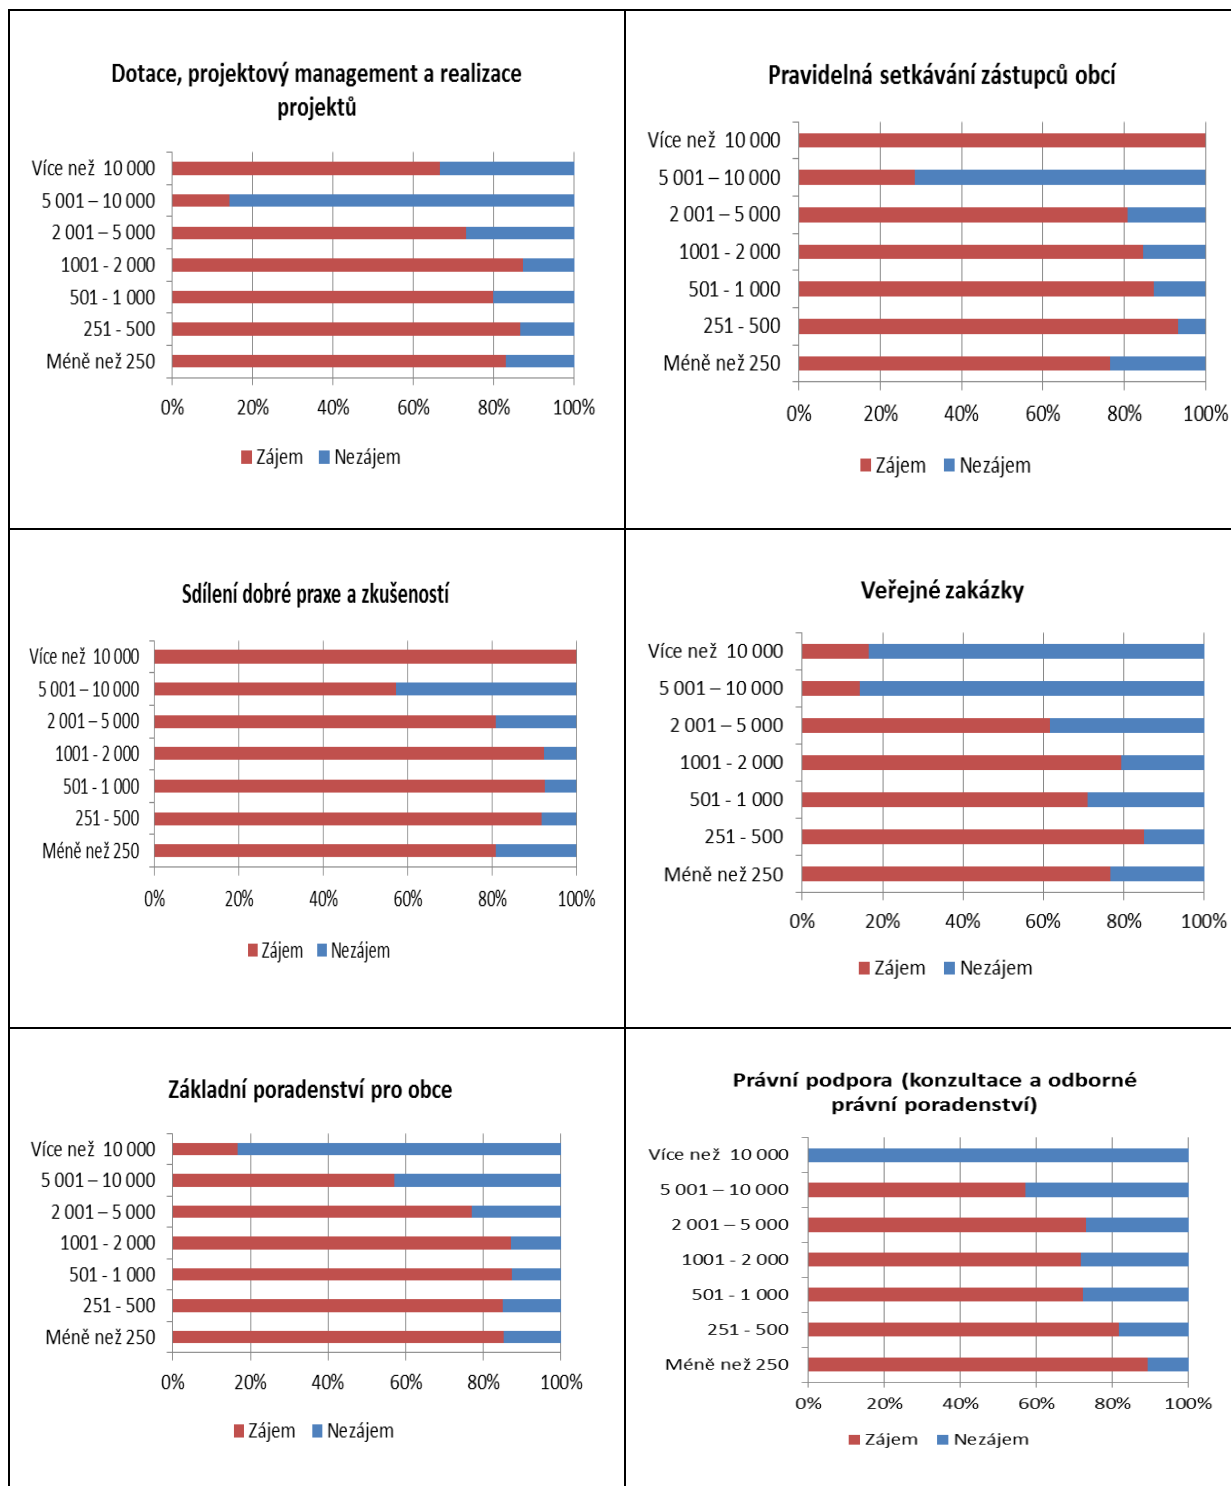 Dotace, projektový management a realizace
projektů
Více než 10 000
5 001 – 10 000
2 001 – 5 000
1001 - 2 000
501 - 1 000
251 - 500
Méně než 250
0% 20% 40% 60% 80% 100%
Zájem Nezájem
Pravidelná setkávání zástupců obcí
Více než 10 000
5 001 – 10 000
2 001 – 5 000
1001 - 2 000
501 - 1 000
251 - 500
Méně než 250
0% 20% 40% 60% 80% 100%
Zájem Nezájem
Sdílení dobré praxe a zkušeností
Více než 10 000
5 001 – 10 000
2 001 – 5 000
1001 - 2 000
501 - 1 000
251 - 500
Méně než 250
0% 20% 40% 60% 80% 100%
Zájem Nezájem
Veřejné zakázky
Více než 10 000
5 001 – 10 000
2 001 – 5 000
1001 - 2 000
501 - 1 000
251 - 500
Méně než 250
0% 20% 40% 60% 80% 100%
Zájem Nezájem
Základní poradenství pro obce
Více než 10 000
5 001 – 10 000
2 001 – 5 000
1001 - 2 000
501 - 1 000
251 - 500
Méně než 250
0% 20% 40% 60% 80% 100%
Zájem Nezájem
Právní podpora (konzultace a odborné
právní poradenství)
Více než 10 000
5 001 – 10 000
2 001 – 5 000
1001 - 2 000
501 - 1 000
251 - 500
Méně než 250
0% 20% 40% 60% 80% 100%
Zájem Nezájem